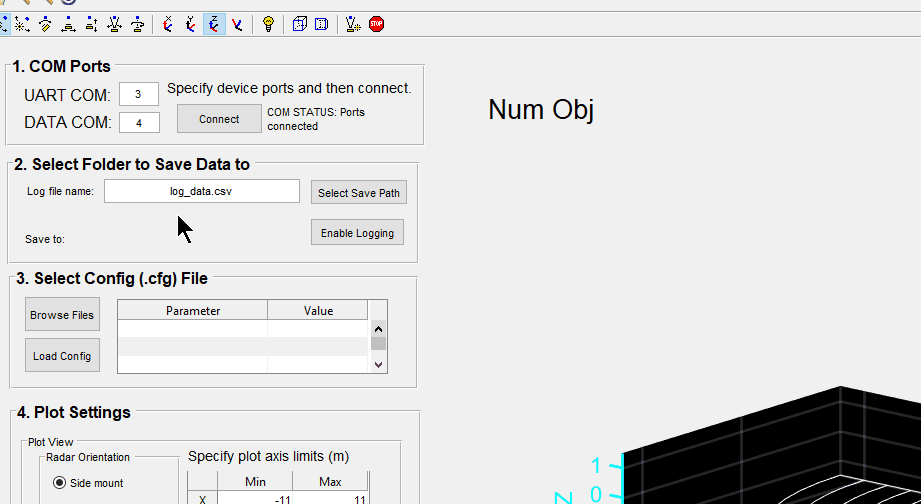 Z
STOP
1. COM Ports
UART COM: 3 Specify device ports and then connect.
DATA COM: 4 Connect COM STATUS: Ports connected
Num Obj
2. Select Folder to Save Data to
Log file name: log_data.csv Select Save Path
Save to: Enable Logging
3. Select Config (.cfg) File
Browse Files Parameter Value
Load Config
4. Plot Settings
Plot View
Radar Orientation Specify plot axis limits (m)
Side mount Min Max
X -11 11
1
0
Z